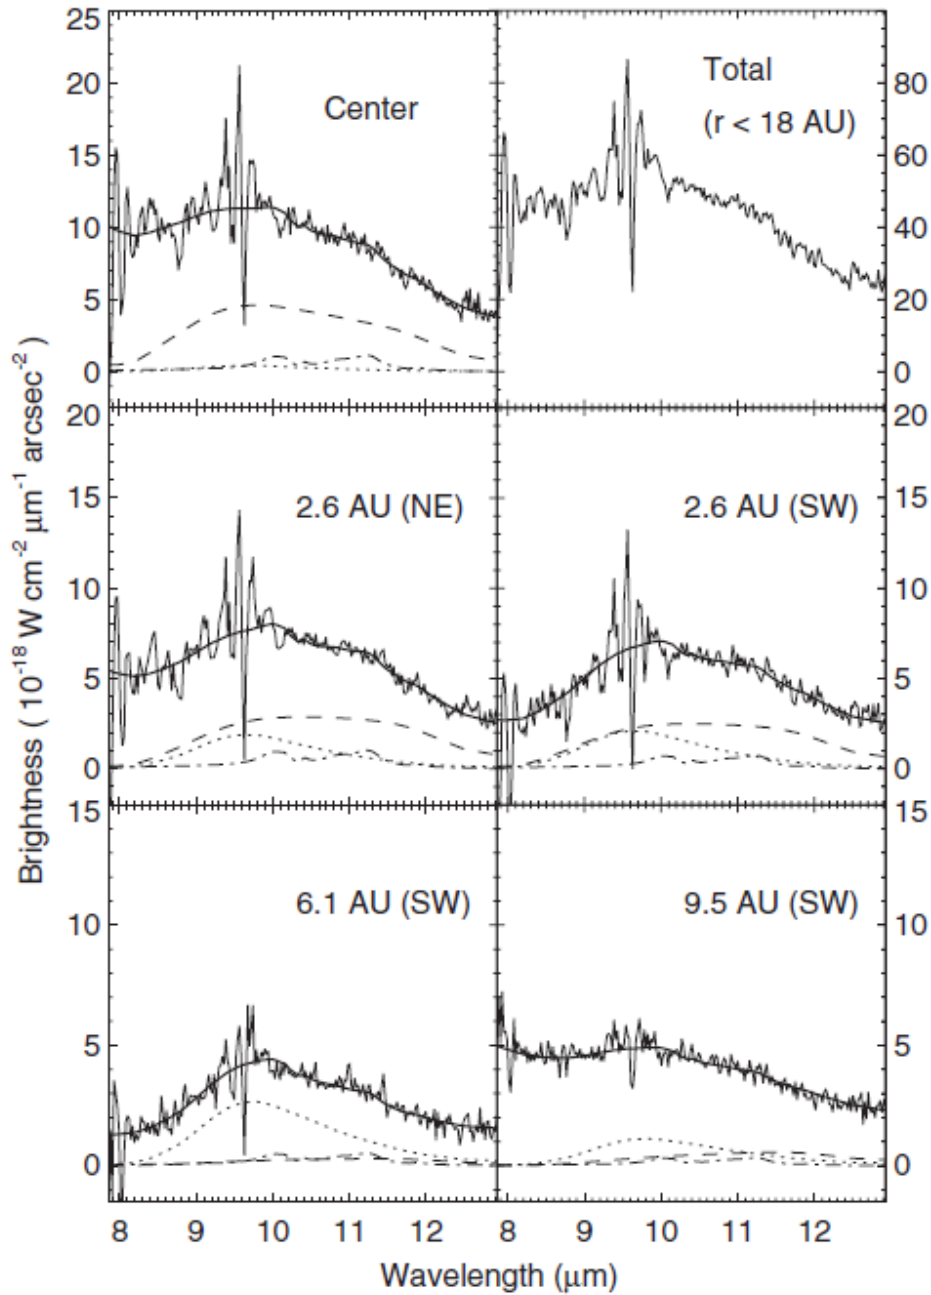 25
20
15
10
5
0
Center
Total
(r < 18 AU)
80
60
40
20
0
20
15
10
5
0
2.6 AU (NE)
2.6 AU (SW)
20
15
10
5
0
15
10
5
0
6.1 AU (SW)
9.5 AU (SW)
15
10
5
0
8 9 10 11 12
8 9 10 11 12
Wavelength (μm)
Brightness ( 10⁻¹⁸ W cm⁻² μm⁻¹ arcsec⁻²)